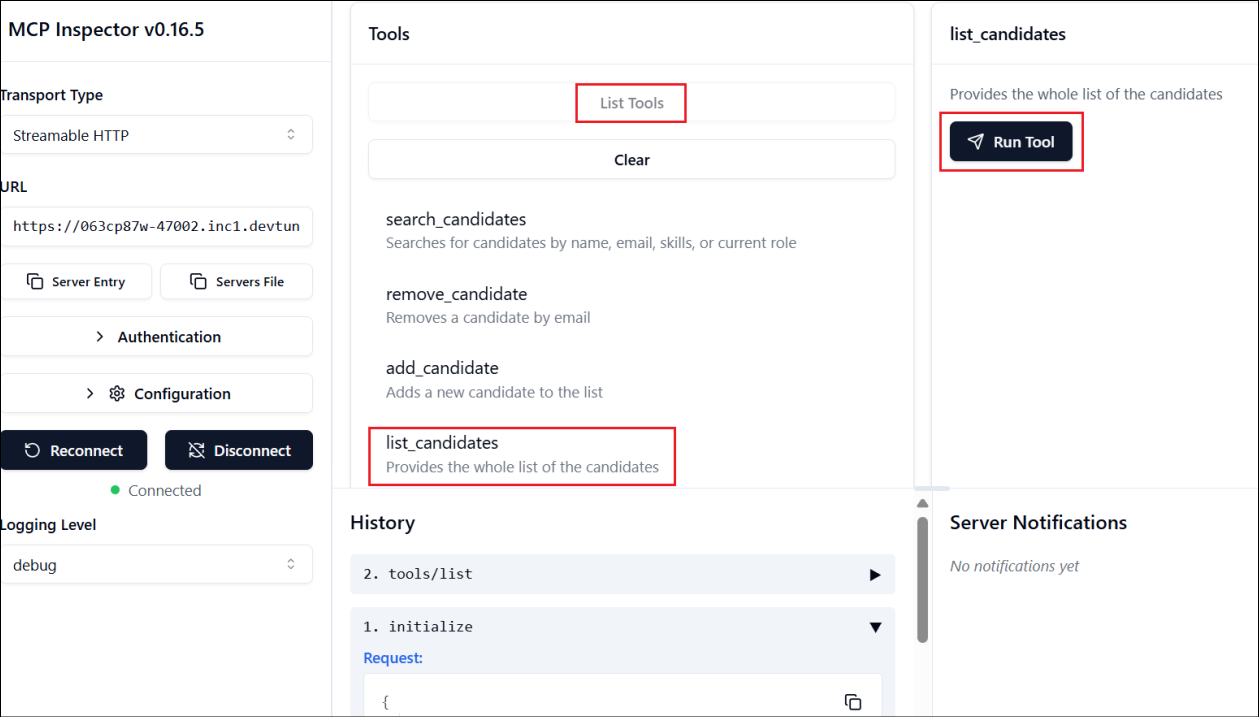 MCP Inspector v0.16.5
Transport Type
Streamable HTTP
URL
https://063cp87w-47002.inc1.devtun
Server Entry
Servers File
Authentication
Configuration
Reconnect
Disconnect
Connected
Logging Level
debug
Tools
List Tools
Clear
search_candidates
Searches for candidates by name, email, skills, or current role
remove_candidate
Removes a candidate by email
add_candidate
Adds a new candidate to the list
list_candidates
Provides the whole list of the candidates
History
2. tools/list
1. initialize
Request:
{
list_candidates
Provides the whole list of the candidates
Run Tool
Server Notifications
No notifications yet